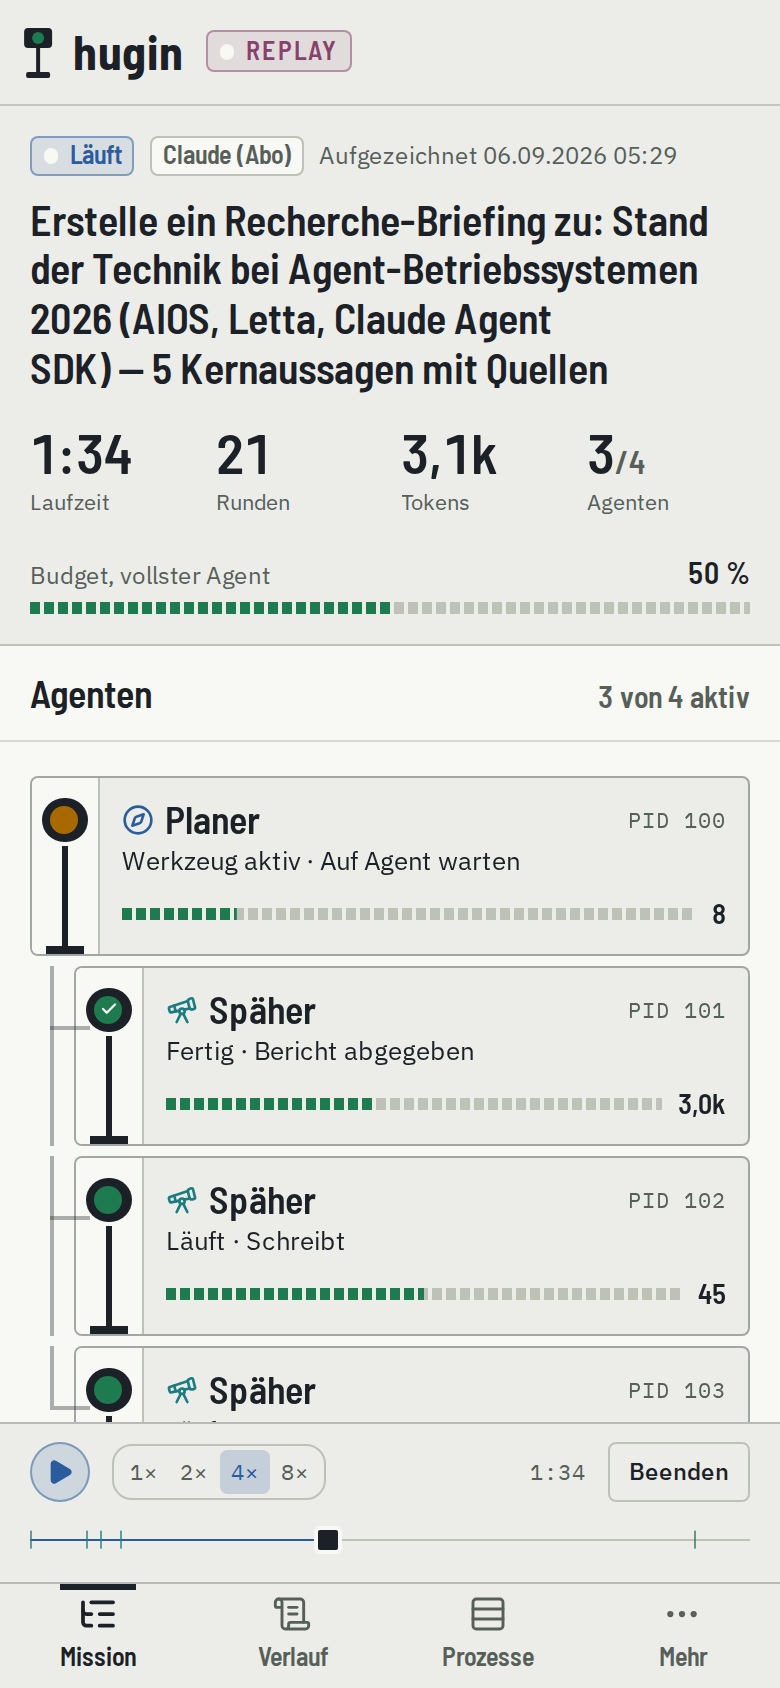 hugin REPLAY
Läuft Claude (Abo) Aufgezeichnet 06.09.2026 05:29
Erstelle ein Recherche-Briefing zu: Stand
der Technik bei Agent-Betriebssystemen
2026 (AIOS, Letta, Claude Agent
SDK) — 5 Kernaussagen mit Quellen
1:34 21 3,1k 3/4
Laufzeit Runden Tokens Agenten
Budget, vollster Agent 50 %
Agenten 3 von 4 aktiv
Planer PID 100
Werkzeug aktiv · Auf Agent warten
8
Späher PID 101
Fertig · Bericht abgegeben
3,0k
Späher PID 102
Läuft · Schreibt
45
Späher PID 103
1× 2× 4× 8× 1:34 Beenden
Mission Verlauf Prozesse Mehr